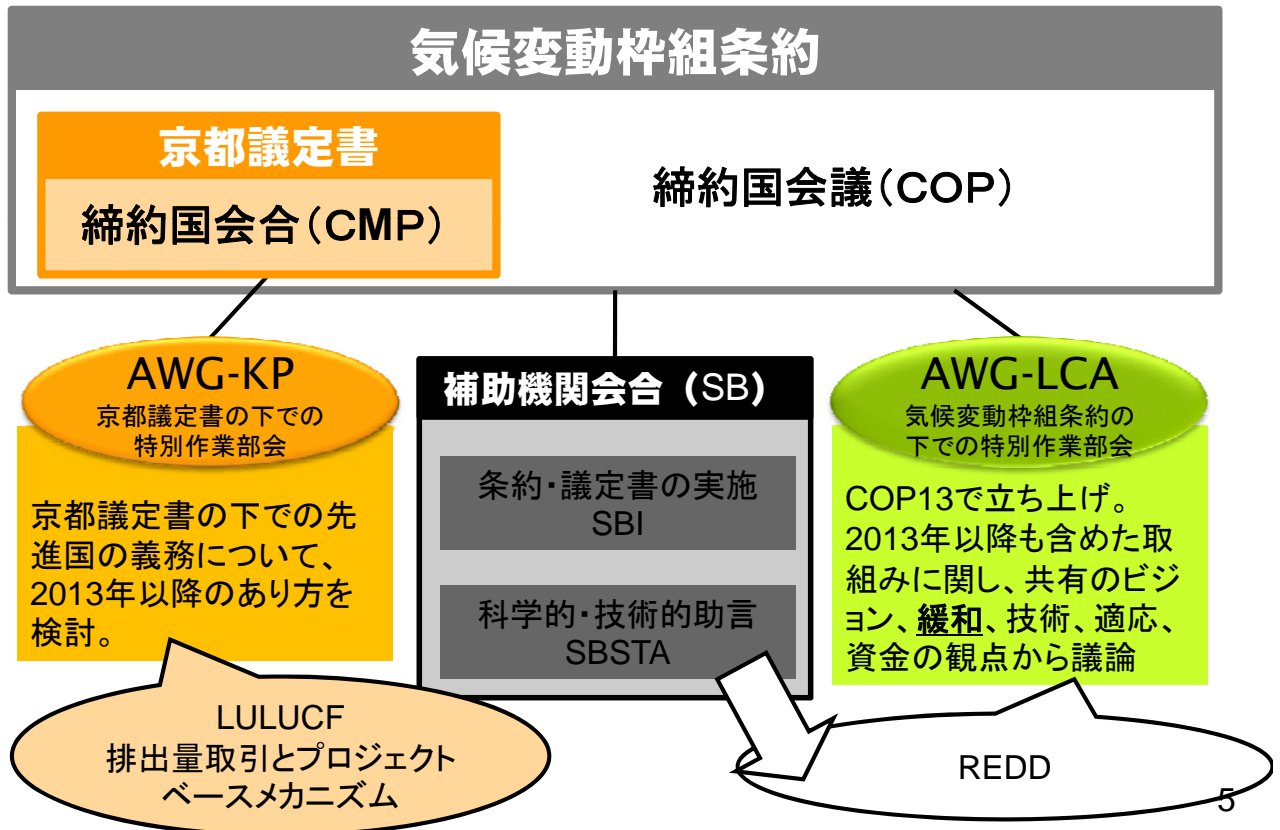 気候変動枠組条約
京都議定書
締約国会合(CMP)
締約国会議(COP)
AWG-KP
京都議定書の下での
特別作業部会
京都議定書の下での先
進国の義務について、
2013年以降のあり方を
検討。
LULUCF
排出量取引とプロジェクト
ベースメカニズム
補助機関会合(SB)
条約・議定書の実施
SBI
科学的・技術的助言
SBSTA
AWG-LCA
気候変動枠組条約の
下での特別作業部会
COP13で立ち上げ。
2013年以降も含めた取
組みに関し、共有のビジ
ョン、緩和、技術、適応、
資金の観点から議論
REDD
5